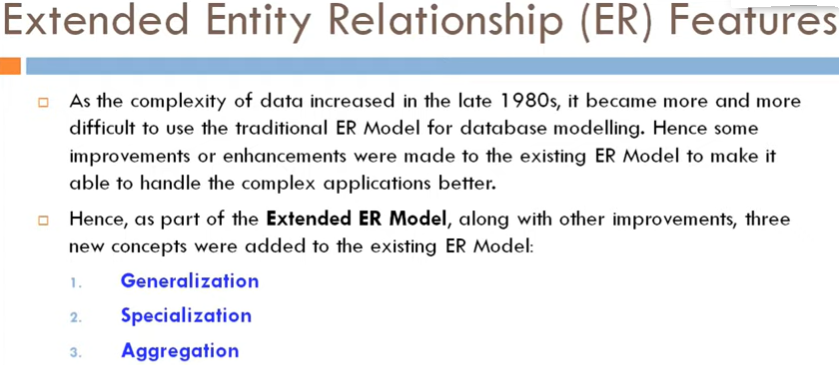 Extended Entity Relationship (ER) Features
As the complexity of data increased in the late 1980s, it became more and more
difficult to use the traditional ER Model for database modelling. Hence some
improvements or enhancements were made to the existing ER Model to make it
able to handle the complex applications better.
Hence, as part of the Extended ER Model, along with other improvements, three
new concepts were added to the existing ER Model:
1. Generalization
2. Specialization
3. Aggregation